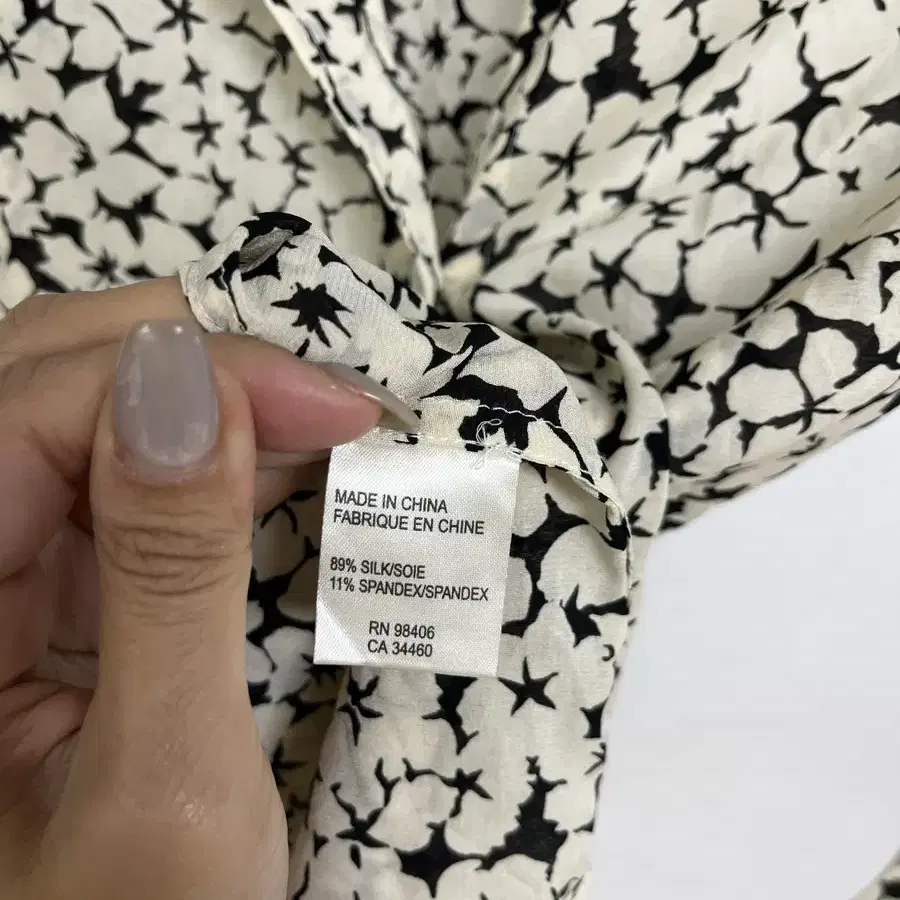 MADE IN CHINA
FABRIQUE EN CHINE
89% SILK/SOIE
11% SPANDEX/SPANDEX
RN 98406
CA 34460